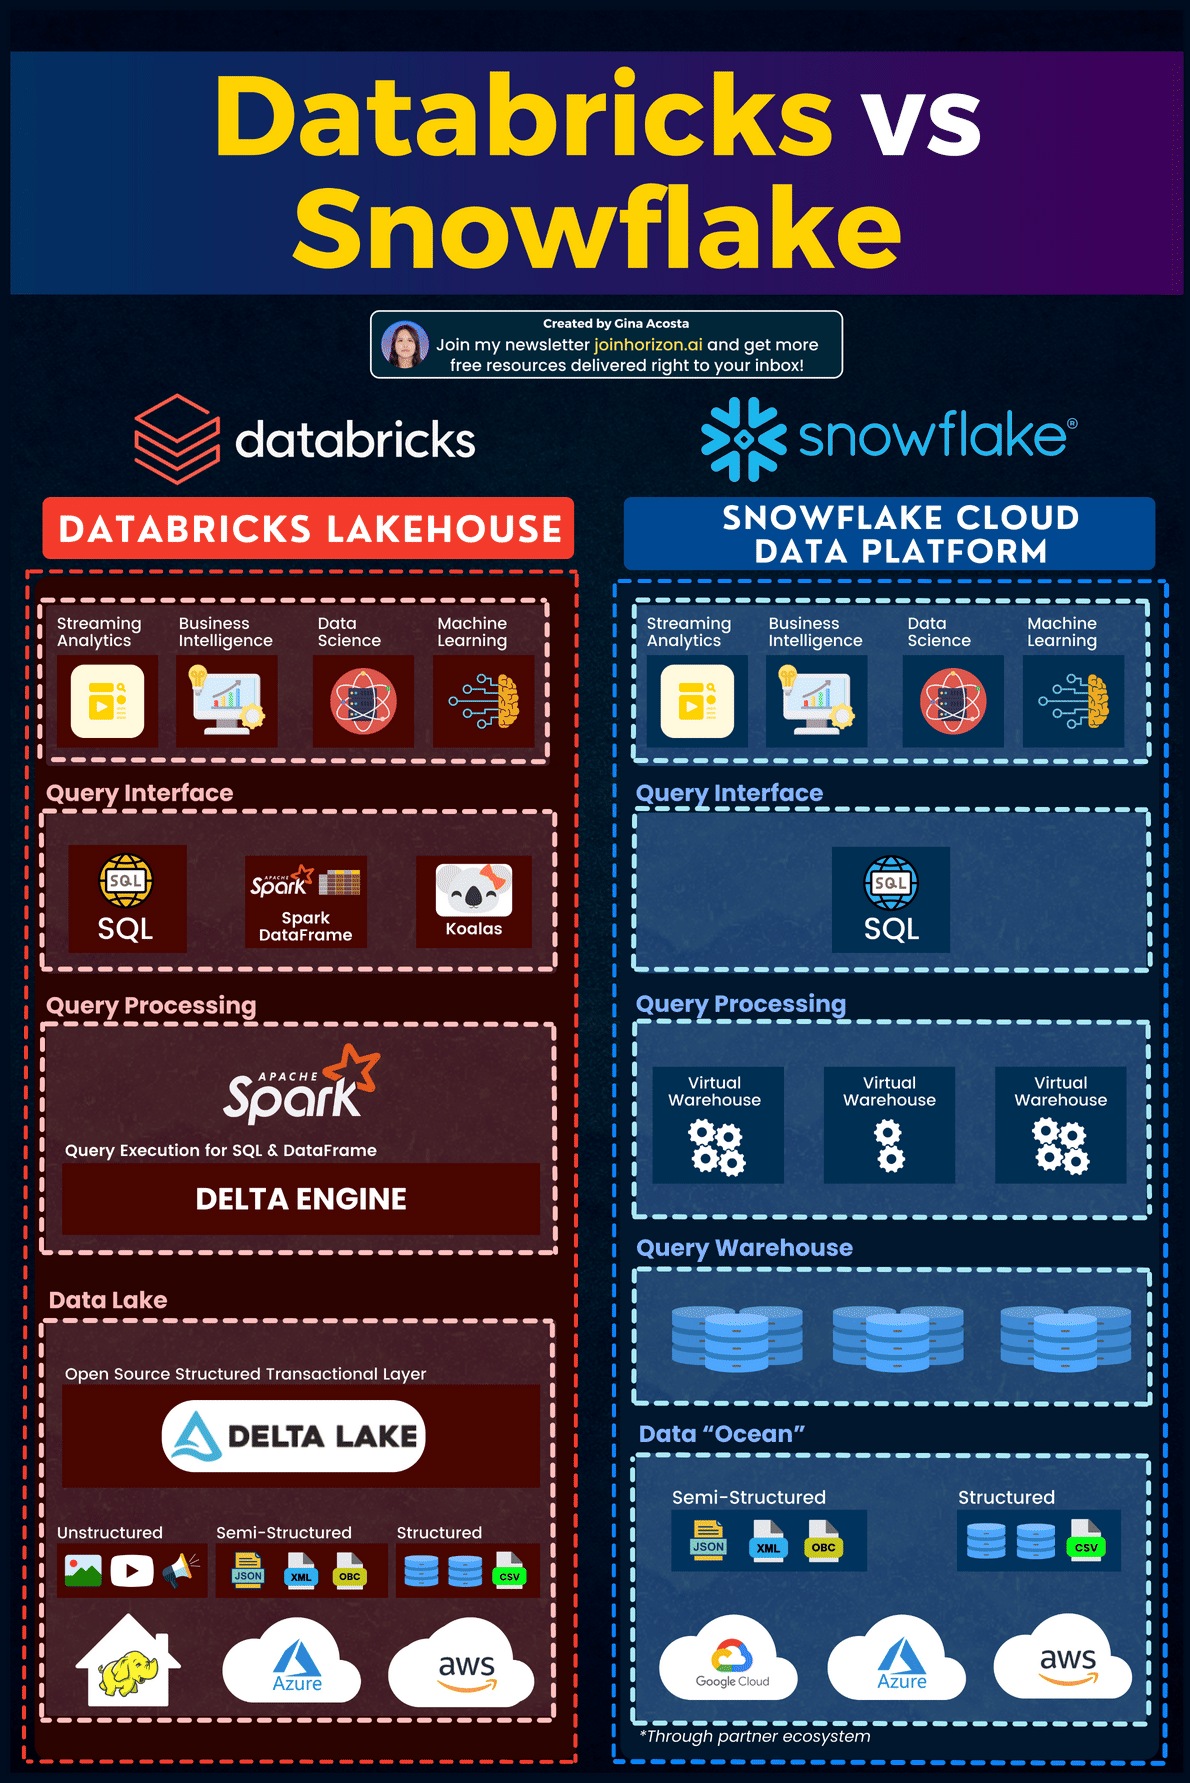 Databricks vs
Snowflake
Created by Gina Acosta
Join my newsletter joinhorizon.ai and get more
free resources delivered right to your inbox!
databricks
DATABRICKS LAKEHOUSE
Streaming
Analytics
Business
Intelligence
Data
Science
Machine
Learning
Query Interface
SQL
SQL
APACHE
Spark
Spark
DataFrame
Koalas
Query Processing
APACHE
Spark
Query Execution for SQL & DataFrame
DELTA ENGINE
Data Lake
Open Source Structured Transactional Layer
DELTA LAKE
Unstructured
Semi-Structured
JSON
XML
OBC
Structured
CSV
Azure
aws
snowflake®
SNOWFLAKE CLOUD
DATA PLATFORM
Streaming
Analytics
Business
Intelligence
Data
Science
Machine
Learning
Query Interface
SQL
SQL
Query Processing
Virtual
Warehouse
Virtual
Warehouse
Virtual
Warehouse
Query Warehouse
Data “Ocean”
Semi-Structured
JSON
XML
OBC
Structured
CSV
Google Cloud
Azure
aws
*Through partner ecosystem